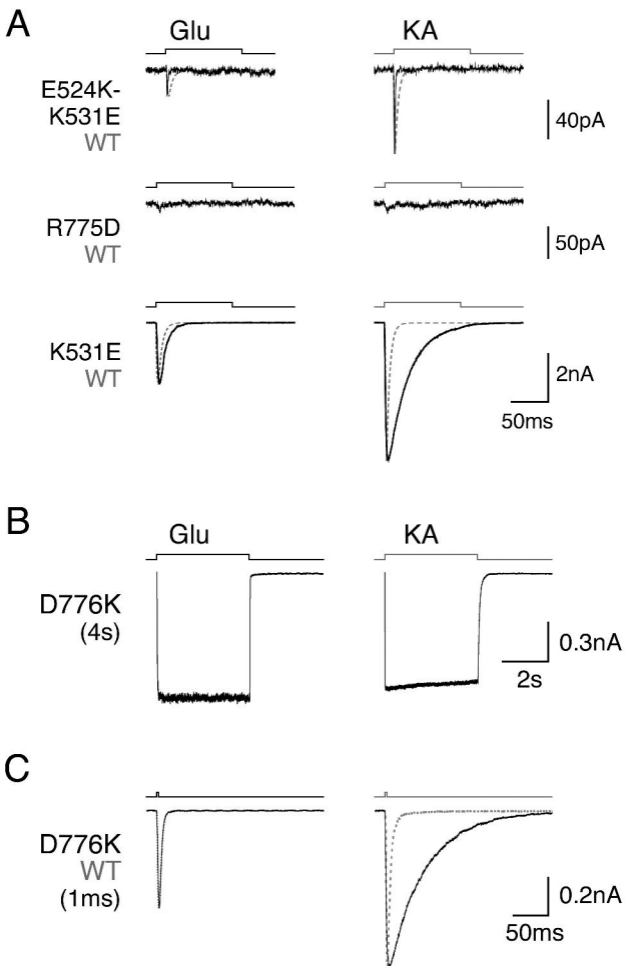 A
Glu
KA
E524K-
K531E
WT
40pA
R775D
WT
50pA
K531E
WT
2nA
50ms
B
Glu
KA
D776K
(4s)
0.3nA
2s
C
D776K
WT
(1ms)
0.2nA
50ms